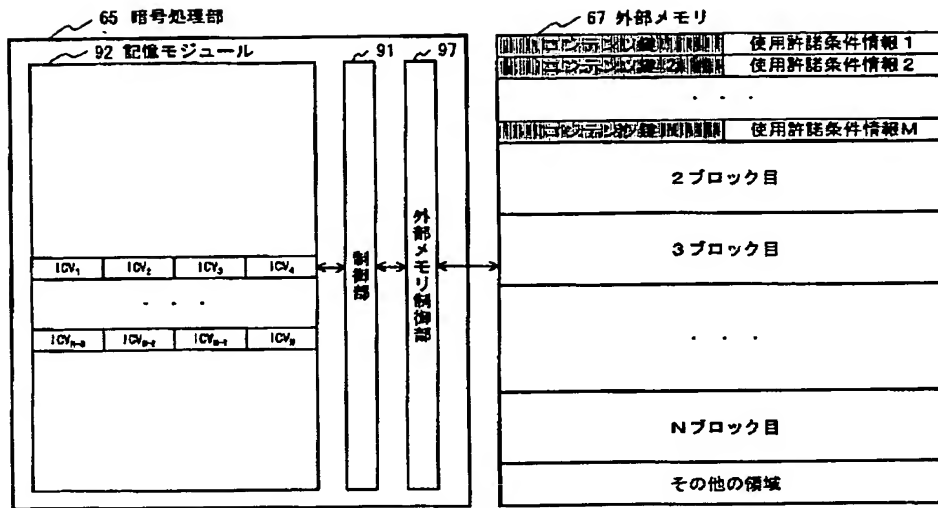 65 暗号処理部
92 記憶モジュール
91
97
ICV1 ICV2 ICV3 ICV4
・・・
ICVN-3 ICVN
制御部
外部メモリ制御部
67 外部メモリ
使用許諾条件情報1
使用許諾条件情報2
・・・
使用許諾条件情報M
2ブロック目
3ブロック目
・・・
Nブロック目
その他の領域